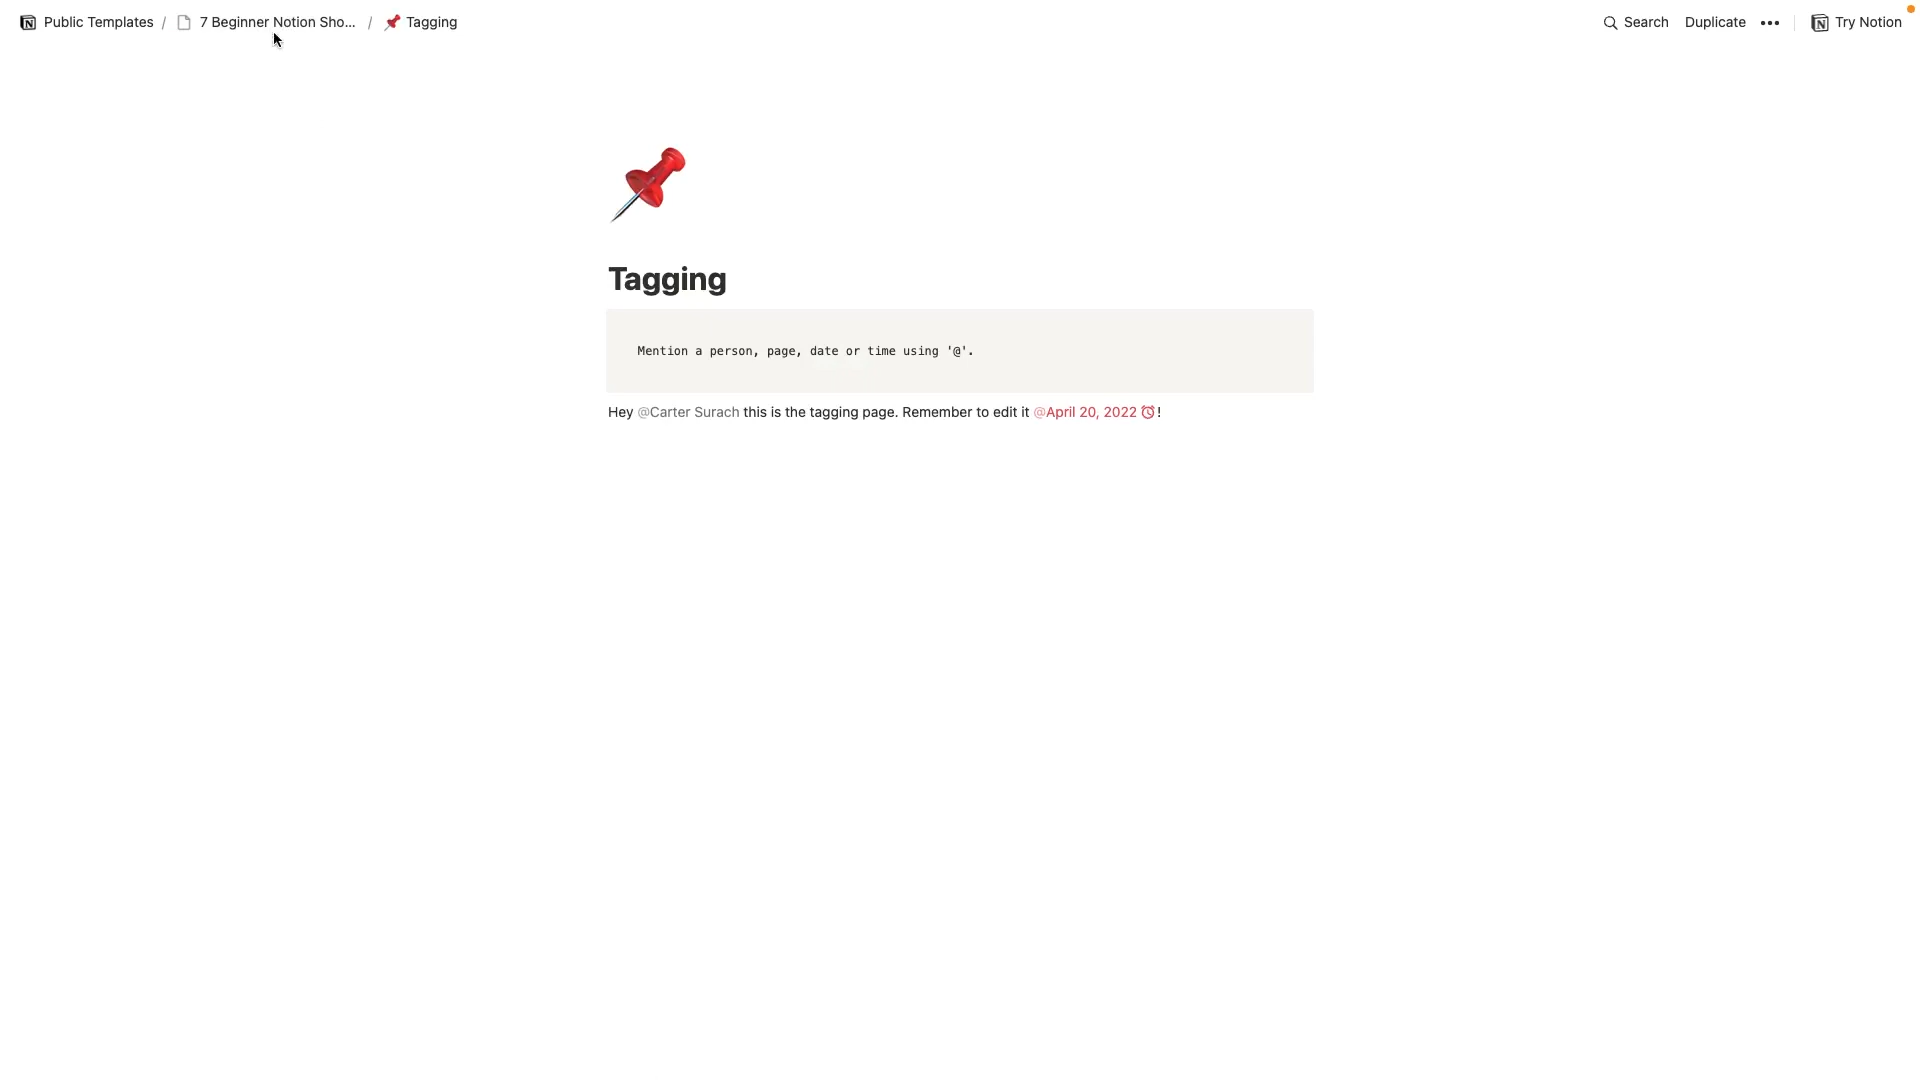 Public Templates / 7 Beginner Notion Sho... / Tagging
Search Duplicate ••• Try Notion
Tagging
Mention a person, page, date or time using '@'.
Hey @Carter Surach this is the tagging page. Remember to edit it @April 20, 2022 !